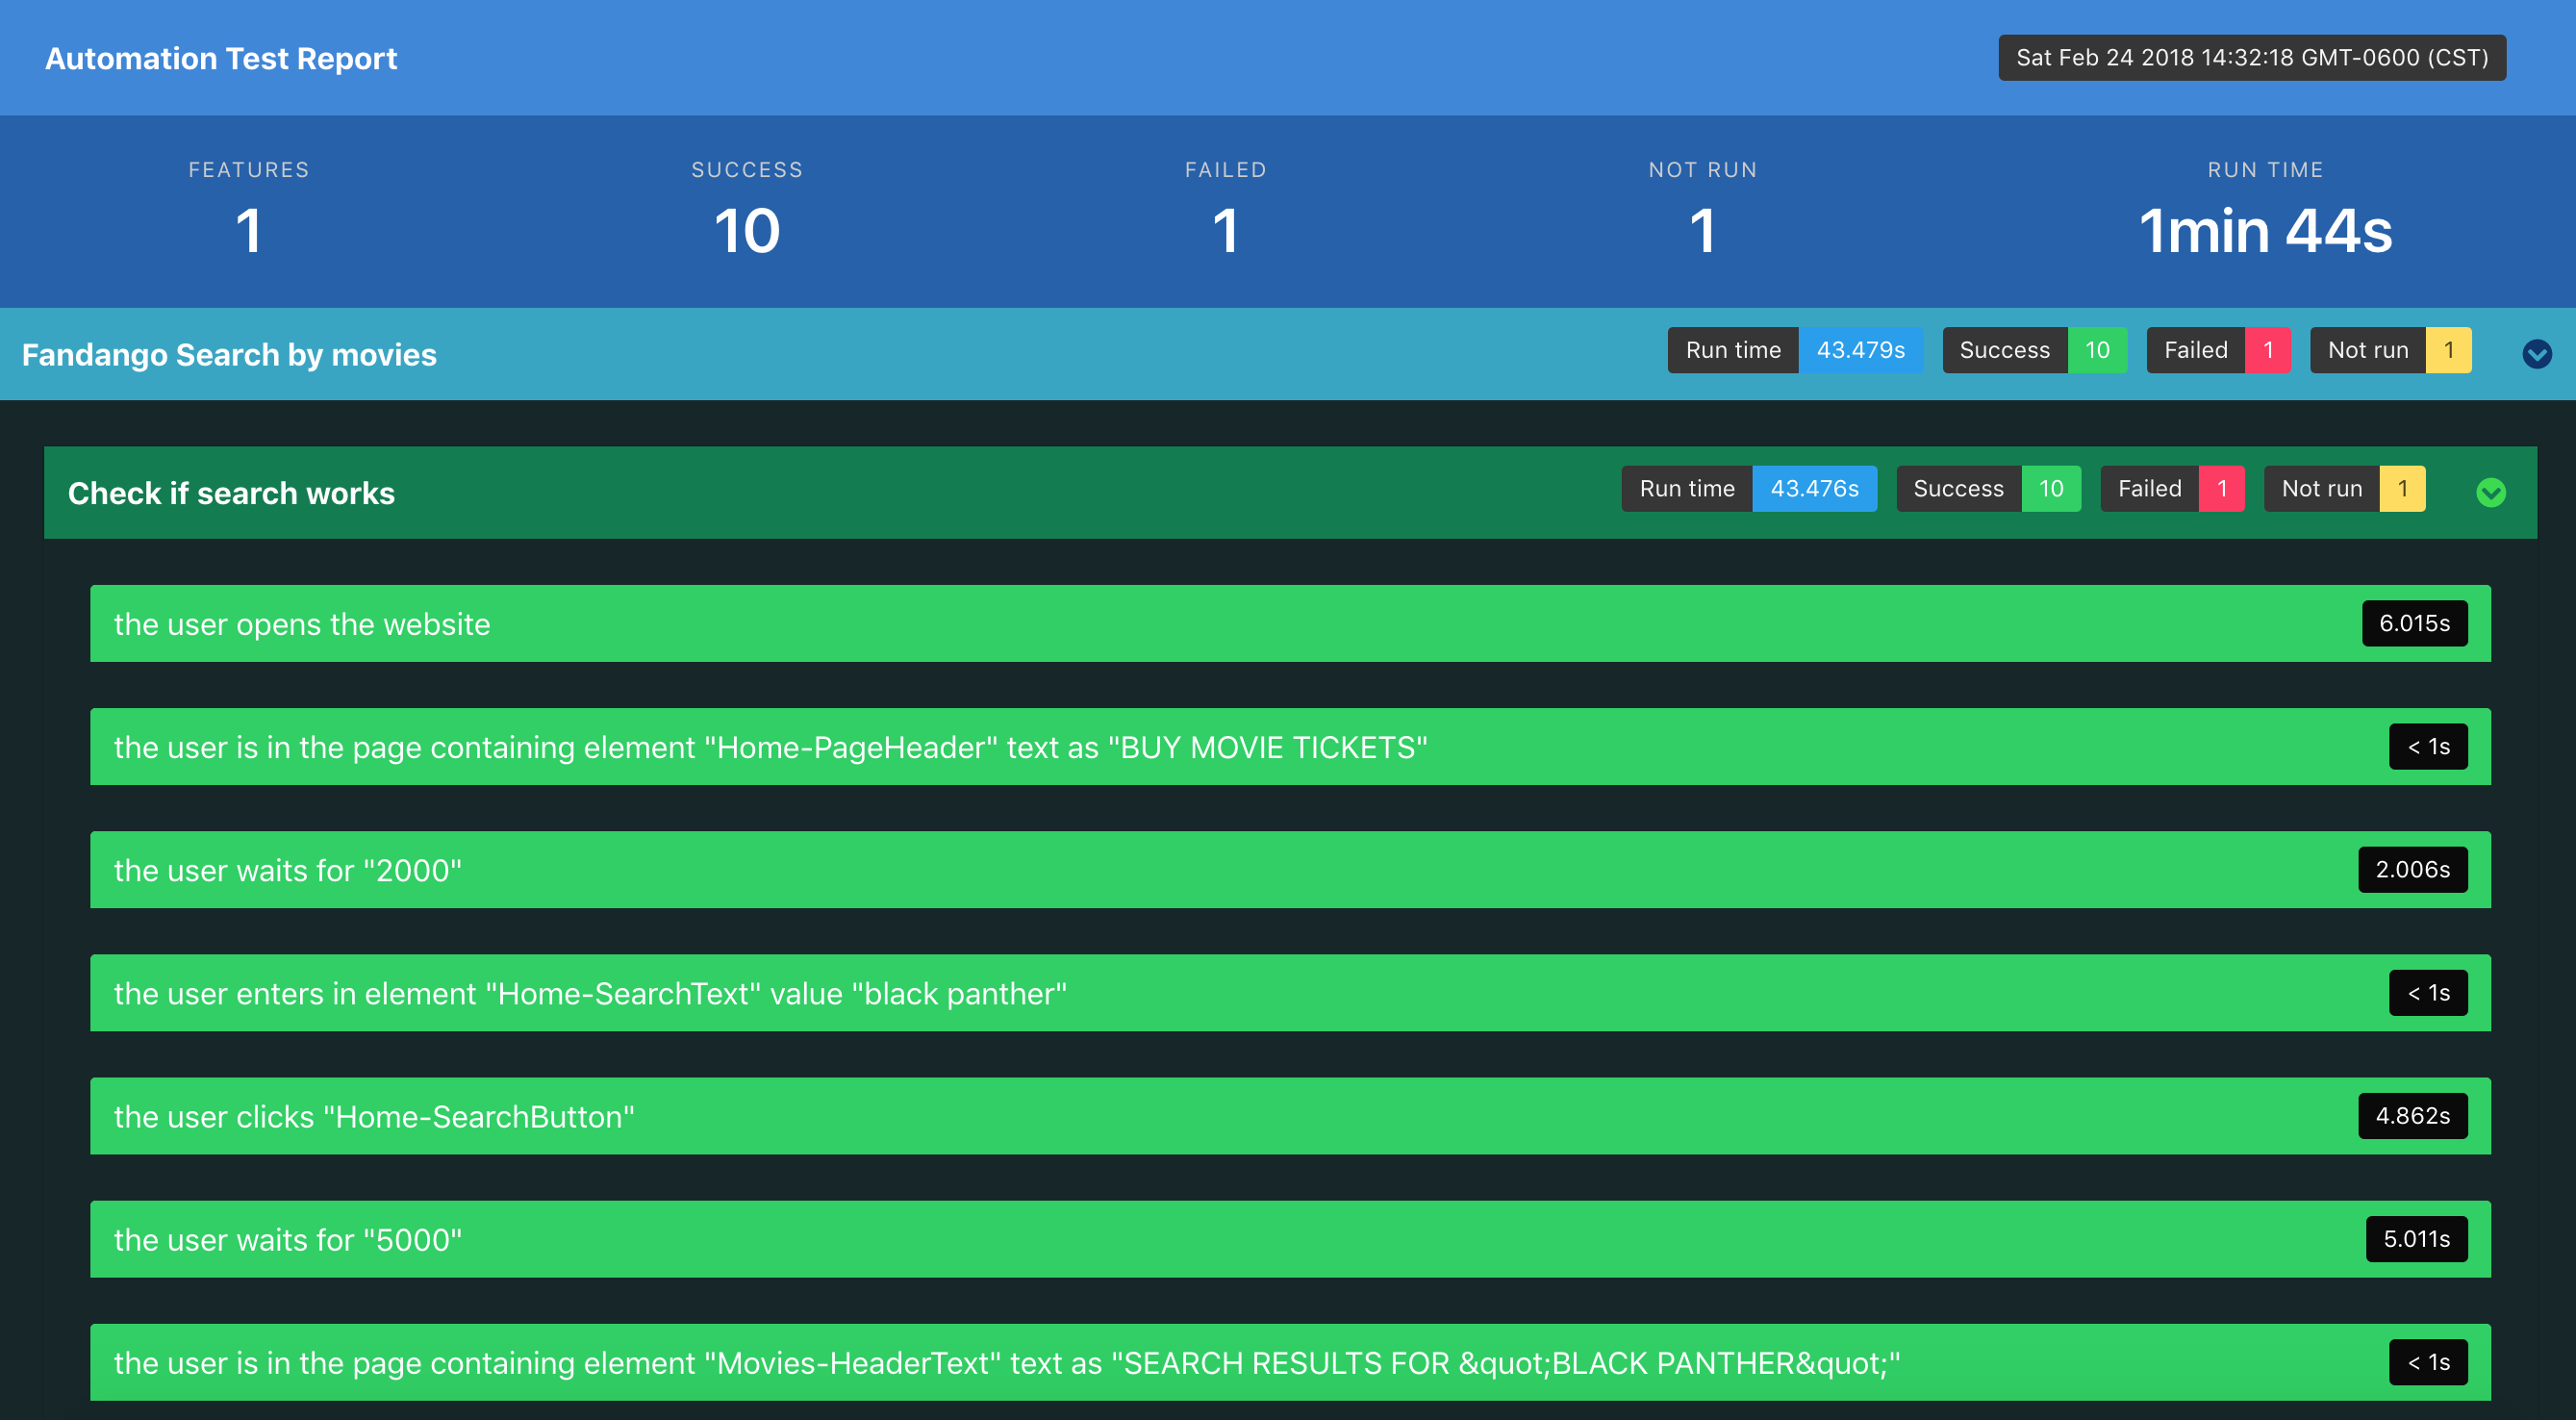 Automation Test Report
Sat Feb 24 2018 14:32:18 GMT-0600 (CST)
FEATURES SUCCESS FAILED NOT RUN RUN TIME
1 10 1 1 1min 44s
Fandango Search by movies Run time 43.479s Success 10 Failed 1 Not run 1
Check if search works Run time 43.476s Success 10 Failed 1 Not run 1
the user opens the website 6.015s
the user is in the page containing element "Home-PageHeader" text as "BUY MOVIE TICKETS" < 1s
the user waits for "2000" 2.006s
the user enters in element "Home-SearchText" value "black panther" < 1s
the user clicks "Home-SearchButton" 4.862s
the user waits for "5000" 5.011s
the user is in the page containing element "Movies-HeaderText" text as "SEARCH RESULTS FOR &quot;BLACK PANTHER&quot;" < 1s